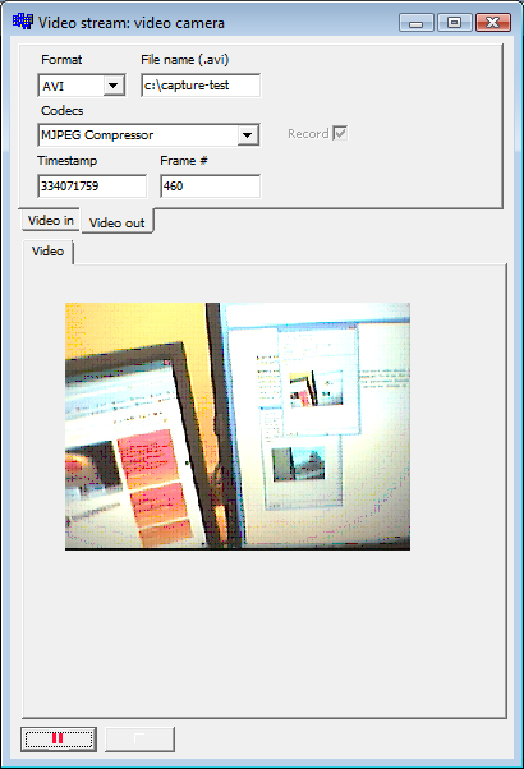 Video stream: video camera
Format File name (.avi)
AVI c:\capture-test
Codecs
MJPEG Compressor Record
Timestamp Frame #
334071759 460
Video in Video out
Video